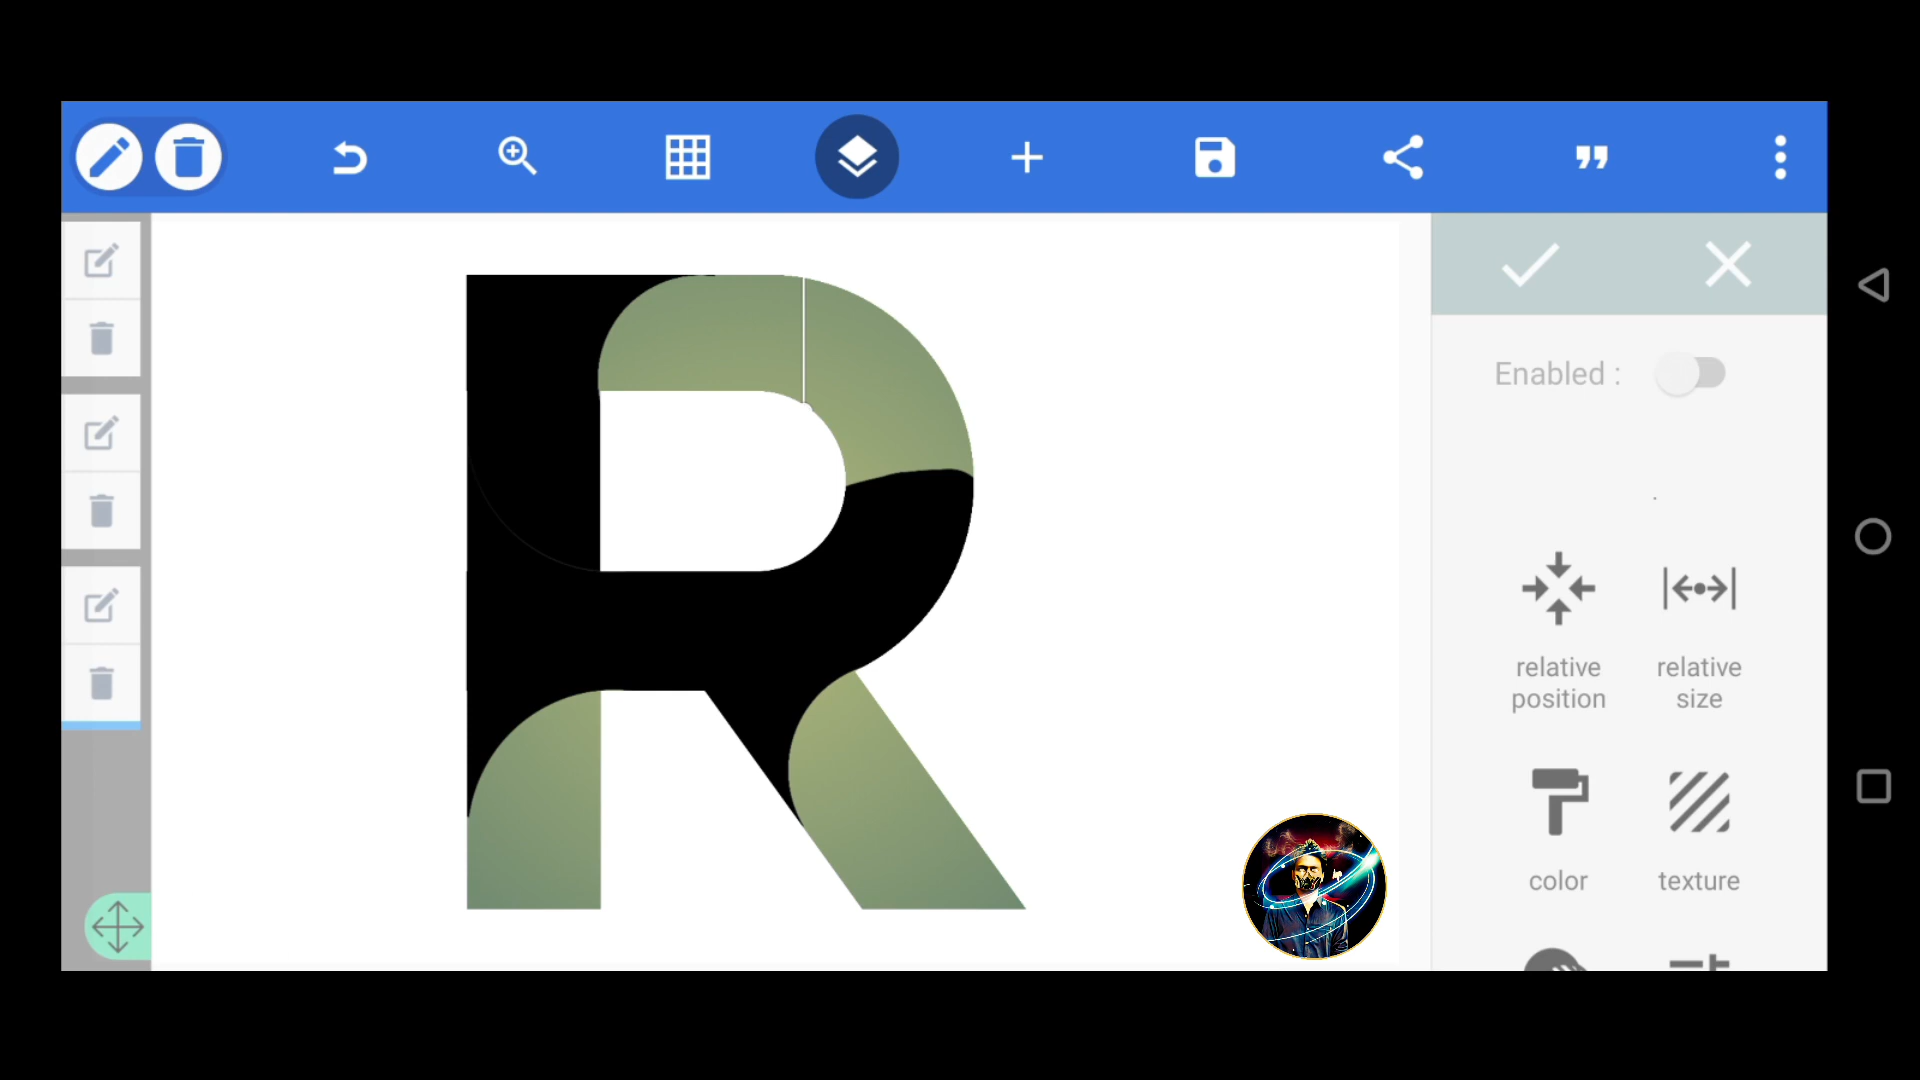 R
Enabled :
relative position
relative size
color
texture